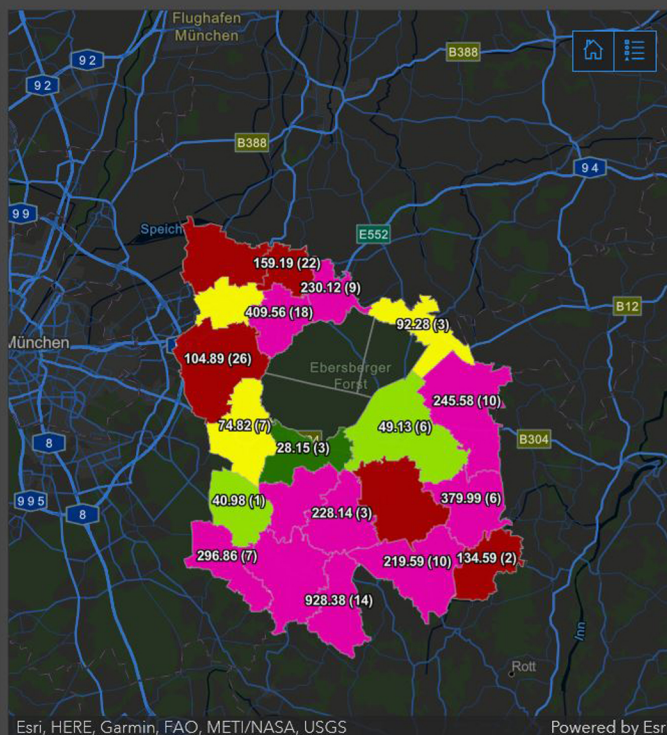 Flughafen
München
92
B388
92
B388
94
99
Speich
E552
159.19 (22)
230.12 (9)
B12
409.56 (18)
92.28 (3)
München
104.89 (26)
Ebersberger
Forst
245.58 (10)
74.82 (7)
49.13 (6)
8
28.15 (3)
B304
995
40.98 (1)
379.99 (6)
8
228.14 (3)
296.86 (7)
219.59 (10)
134.59 (2)
928.38 (14)
Inn
Rott
Esri, HERE, Garmin, FAO, METI/NASA, USGS
Powered by Esr